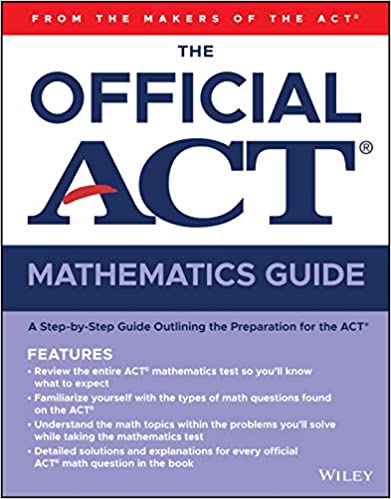 FROM THE MAKERS OF THE ACT®
THE
OFFICIAL
ACT®
MATHEMATICS GUIDE
A Step-by-Step Guide Outlining the Preparation for the ACT®
FEATURES
• Review the entire ACT® mathematics test so you'll know
what to expect
• Familiarize yourself with the types of math questions found
on the ACT®
• Understand the math topics within the problems you'll solve
while taking the mathematics test
• Detailed solutions and explanations for every official
ACT® math question in the book
WILEY